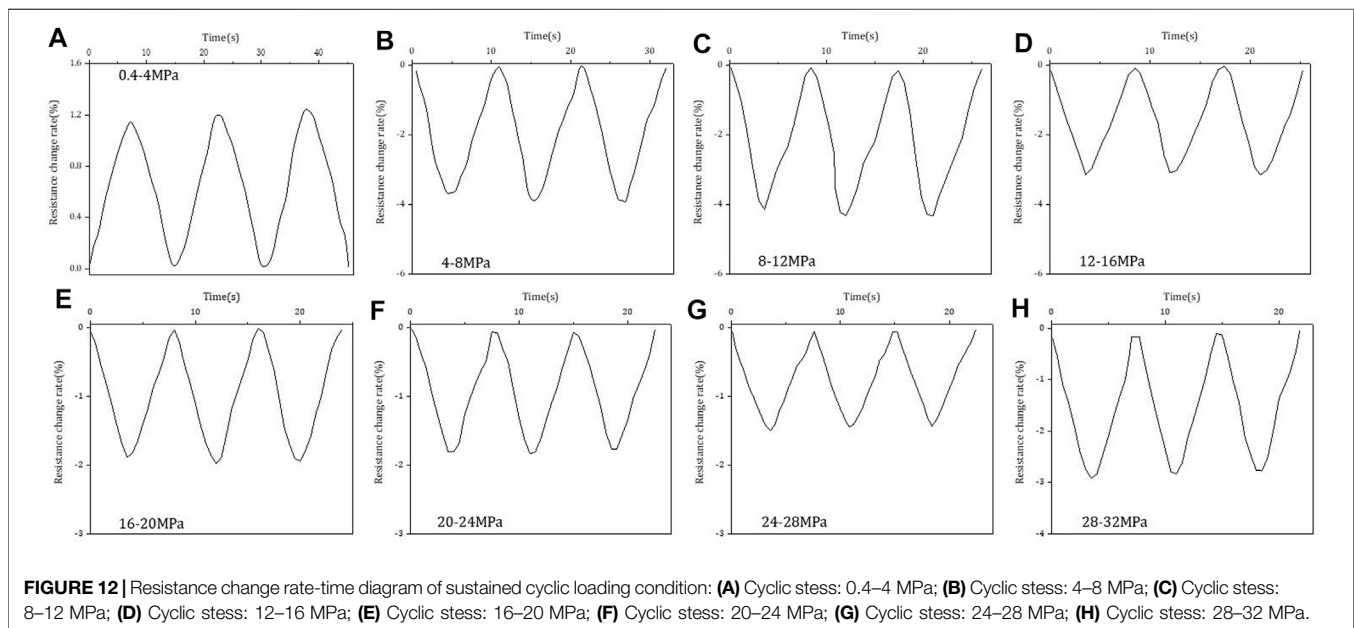 A
Time(s)
0 10 20 30 40
Resistance change rate(%)
1.6
1.2
0.8
0.4
0.0
0.4-4MPa
B
Time(s)
0 10 20 30
Resistance change rate(%)
0
-2
-4
-6
4-8MPa
C
Time(s)
0 10 20
Resistance change rate(%)
0
-2
-4
-6
8-12MPa
D
Time(s)
0 10 20
Resistance change rate(%)
0
-2
-4
-6
12-16MPa
E
Time(s)
0 10 20
Resistance change rate(%)
0
-1
-2
-3
16-20MPa
F
Time(s)
0 10 20
Resistance change rate(%)
0
-1
-2
-3
20-24MPa
G
Time(s)
0 10 20
Resistance change rate(%)
0
-1
-2
-3
24-28MPa
H
Time(s)
0 10 20
Resistance change rate(%)
0
-1
-2
-3
-4
28-32MPa
FIGURE 12 | Resistance change rate-time diagram of sustained cyclic loading condition: (A) Cyclic stess: 0.4–4 MPa; (B) Cyclic stess: 4–8 MPa; (C) Cyclic stess:
8–12 MPa; (D) Cyclic stess: 12–16 MPa; (E) Cyclic stess: 16–20 MPa; (F) Cyclic stess: 20–24 MPa; (G) Cyclic stess: 24–28 MPa; (H) Cyclic stess: 28–32 MPa.